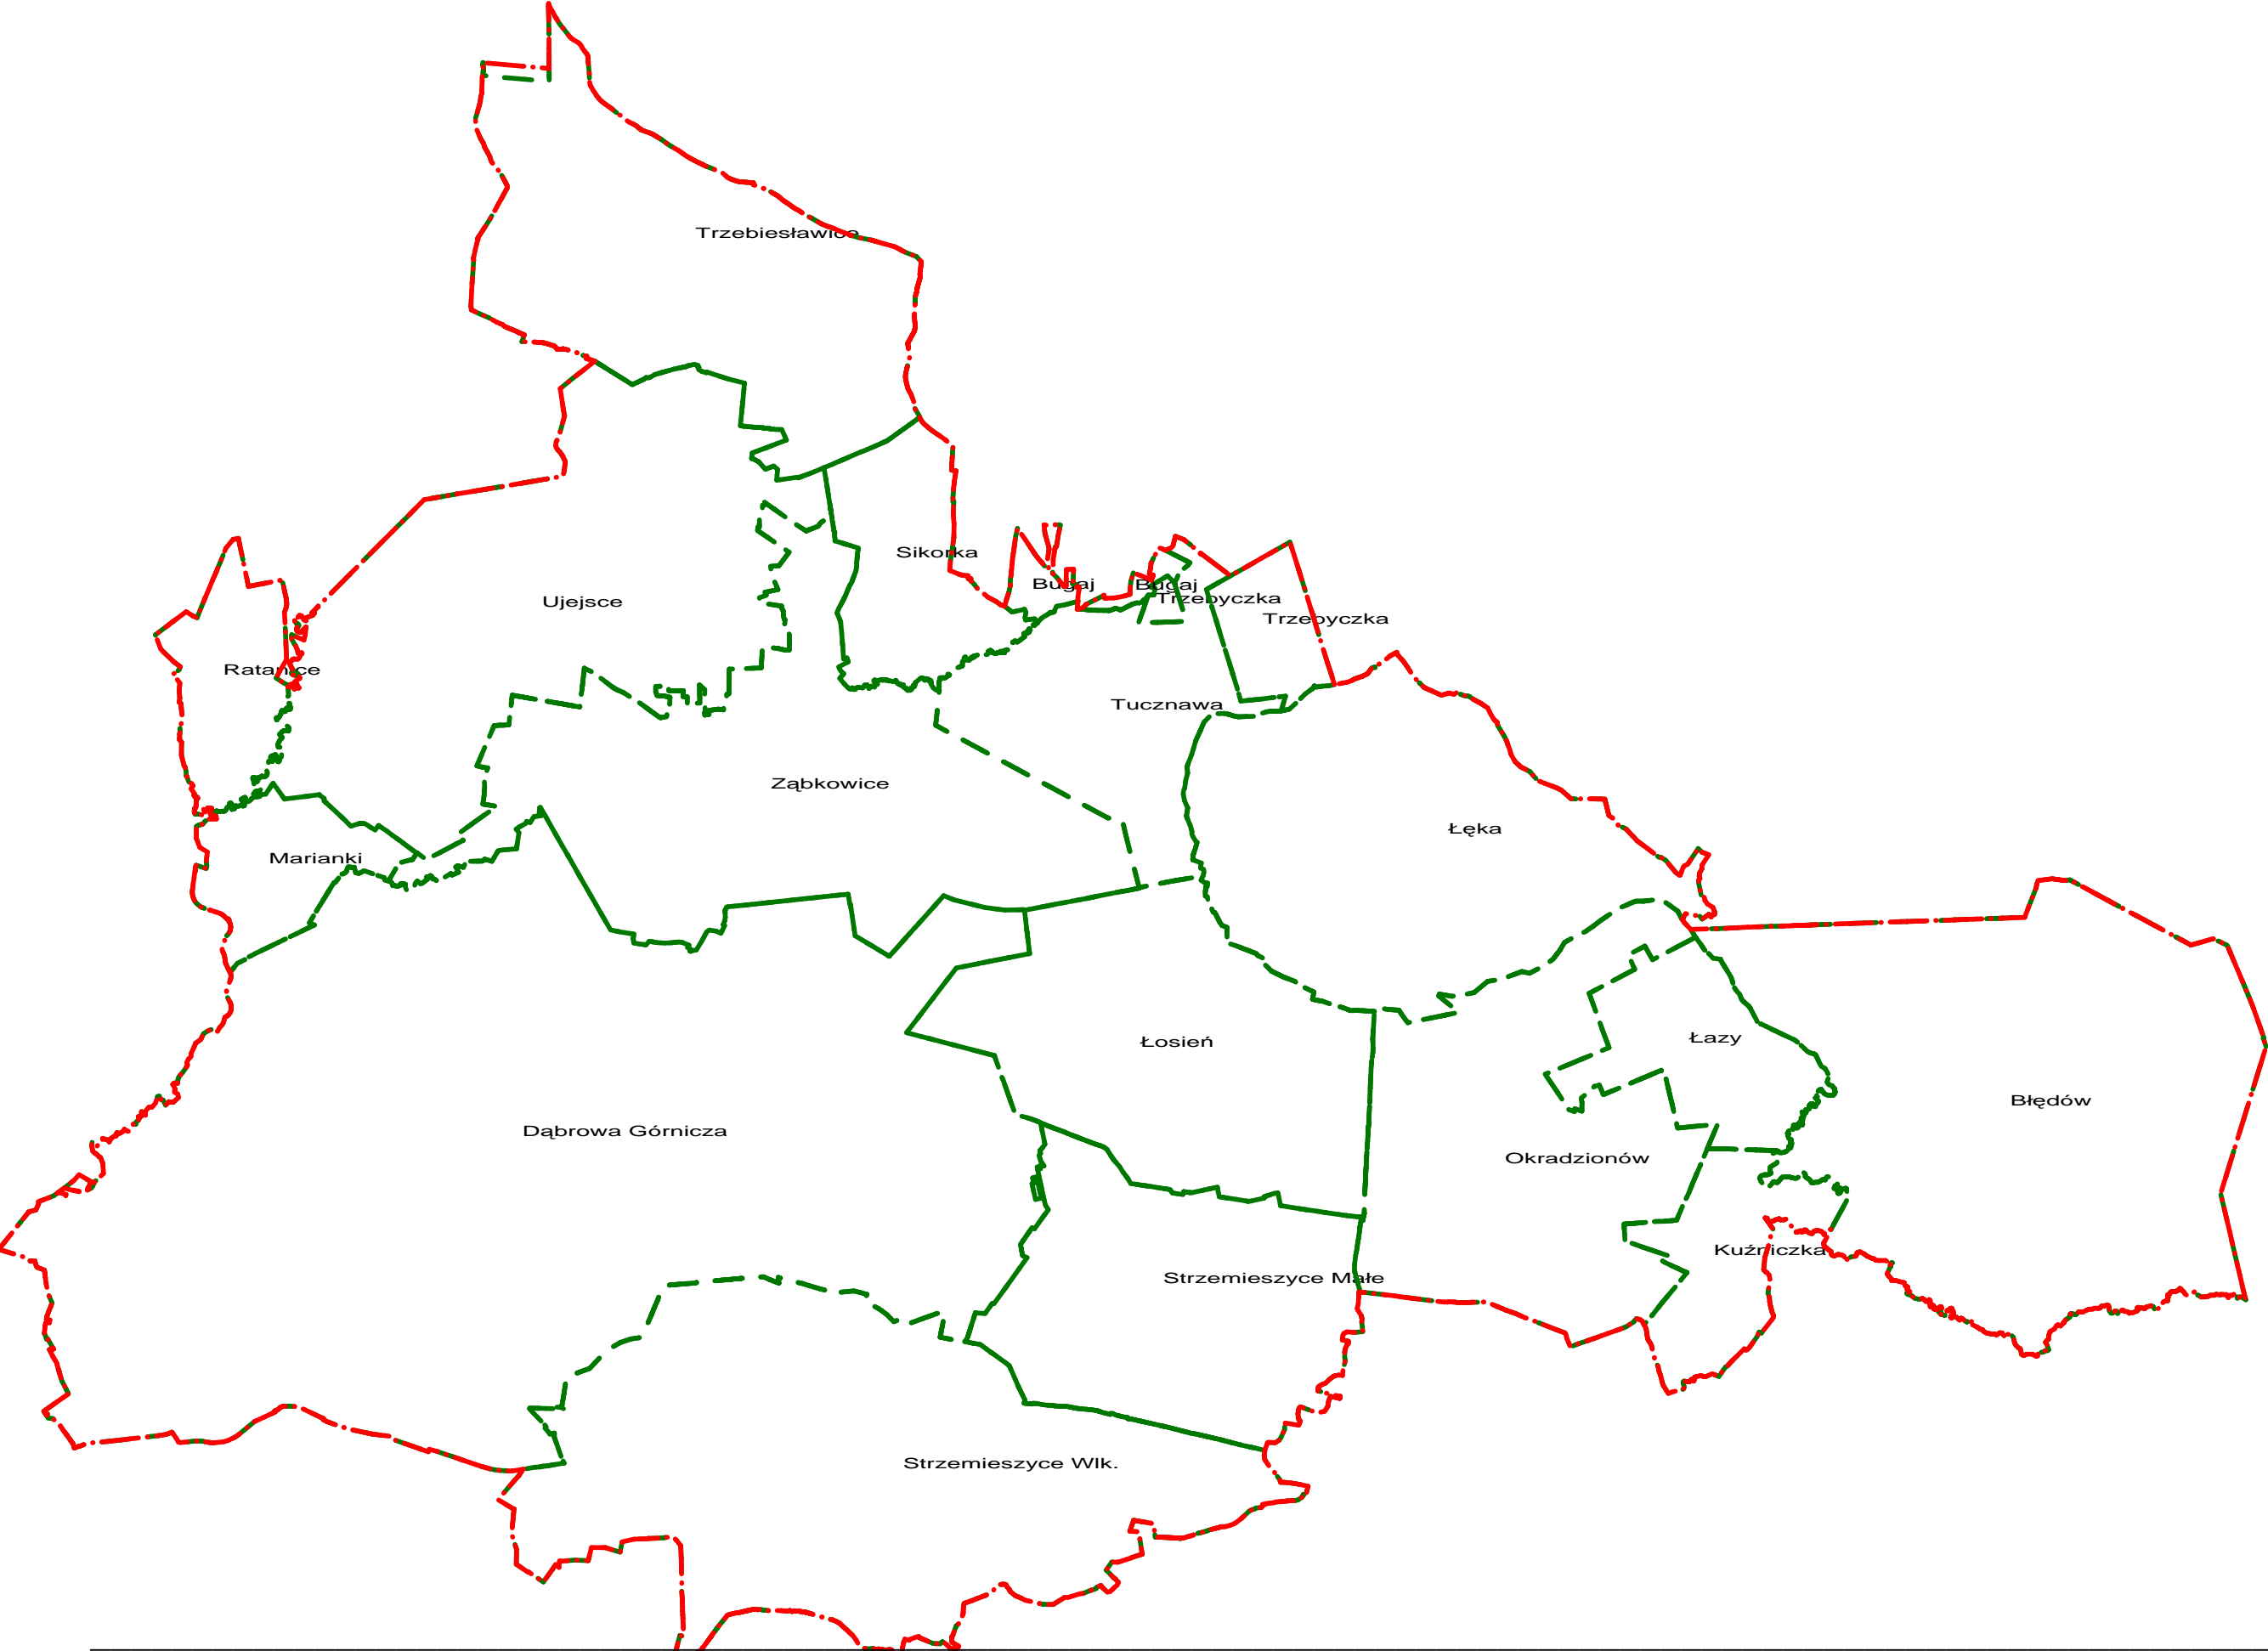 Trzebiesławice
Sikorka
Bugaj
Bugaj
Trzebyczka
Ujejsce
Trzebyczka
Ratanice
Tucznawa
Ząbkowice
Łęka
Marianki
Łazy
Łosień
Błędów
Dąbrowa Górnicza
Okradzionów
Kuźniczka
Strzemieszyce Małe
Strzemieszyce Wlk.